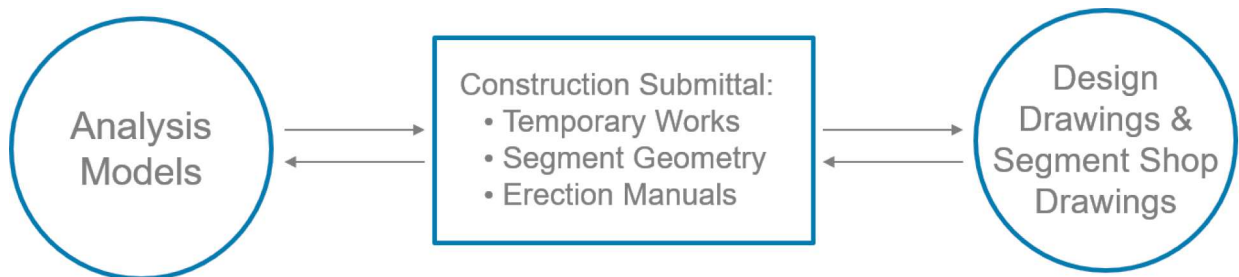 Analysis
Models
Construction Submittal:
• Temporary Works
• Segment Geometry
• Erection Manuals
Design
Drawings &
Segment Shop
Drawings